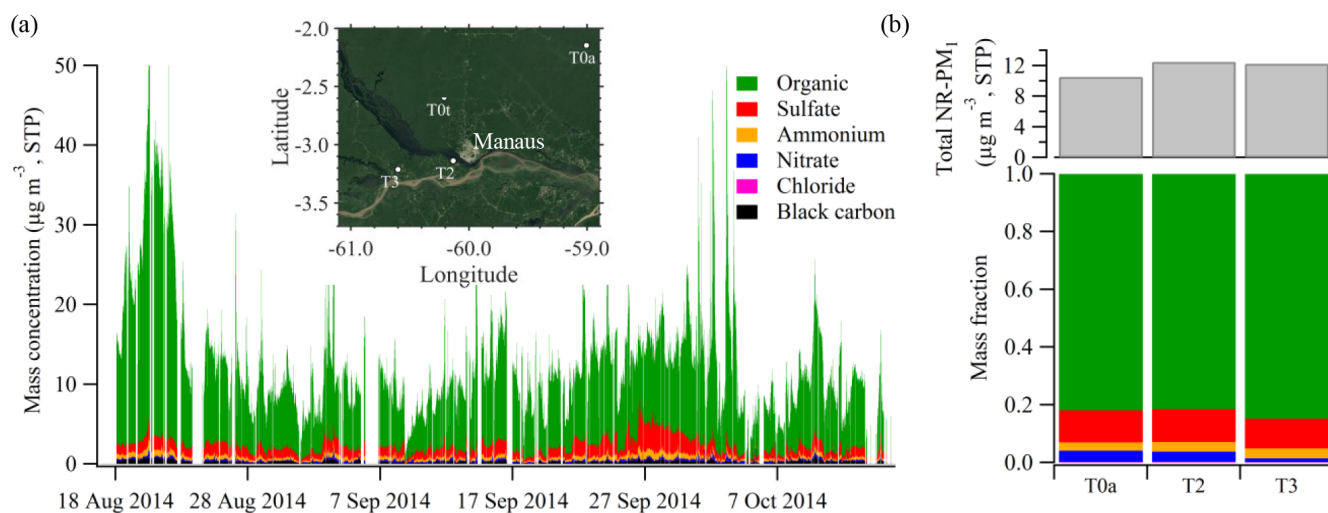 (a)
50
40
30
20
10
0
Mass concentration (µg m⁻³, STP)
18 Aug 2014
28 Aug 2014
7 Sep 2014
17 Sep 2014
27 Sep 2014
7 Oct 2014
-2.0
-2.5
-3.0
-3.5
Latitude
-61.0
-60.0
-59.0
Longitude
T0a
T0t
Manaus
T2
T3
Organic
Sulfate
Ammonium
Nitrate
Chloride
Black carbon
(b)
Total NR-PM₁
(µg m⁻³, STP)
12
8
4
0
1.0
0.8
0.6
0.4
0.2
0.0
Mass fraction
T0a
T2
T3